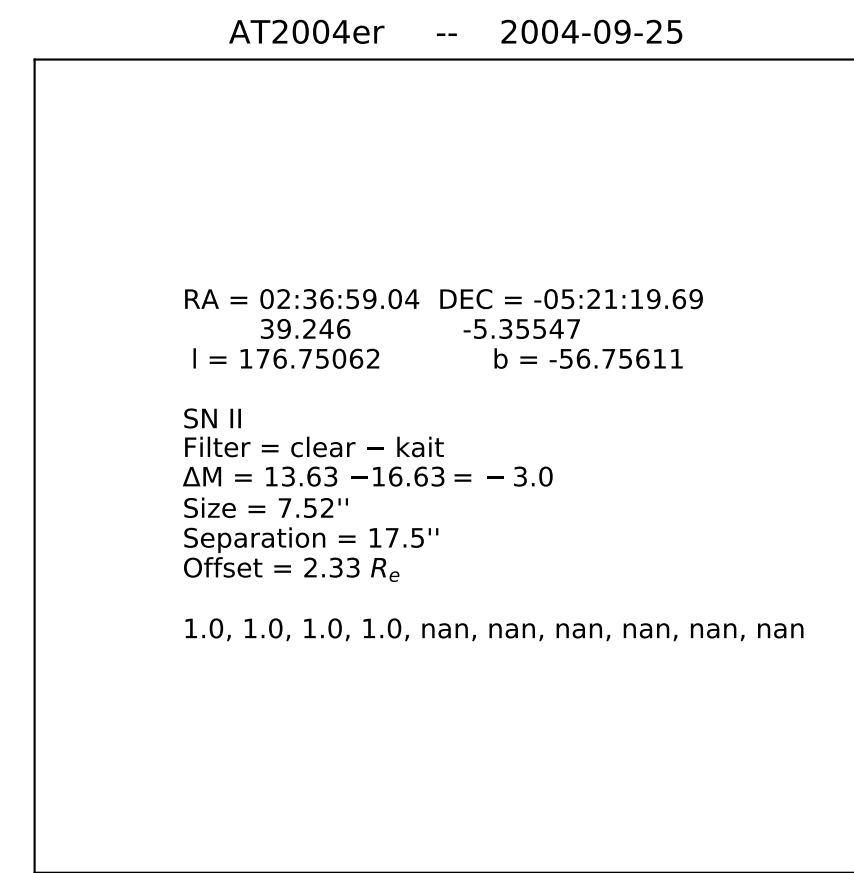 AT2004er -- 2004-09-25
RA = 02:36:59.04 DEC = -05:21:19.69
39.246 -5.35547
l = 176.75062 b = -56.75611
SN II
Filter = clear − kait
ΔM = 13.63 −16.63 = − 3.0
Size = 7.52''
Separation = 17.5''
Offset = 2.33 Rₑ
1.0, 1.0, 1.0, 1.0, nan, nan, nan, nan, nan, nan